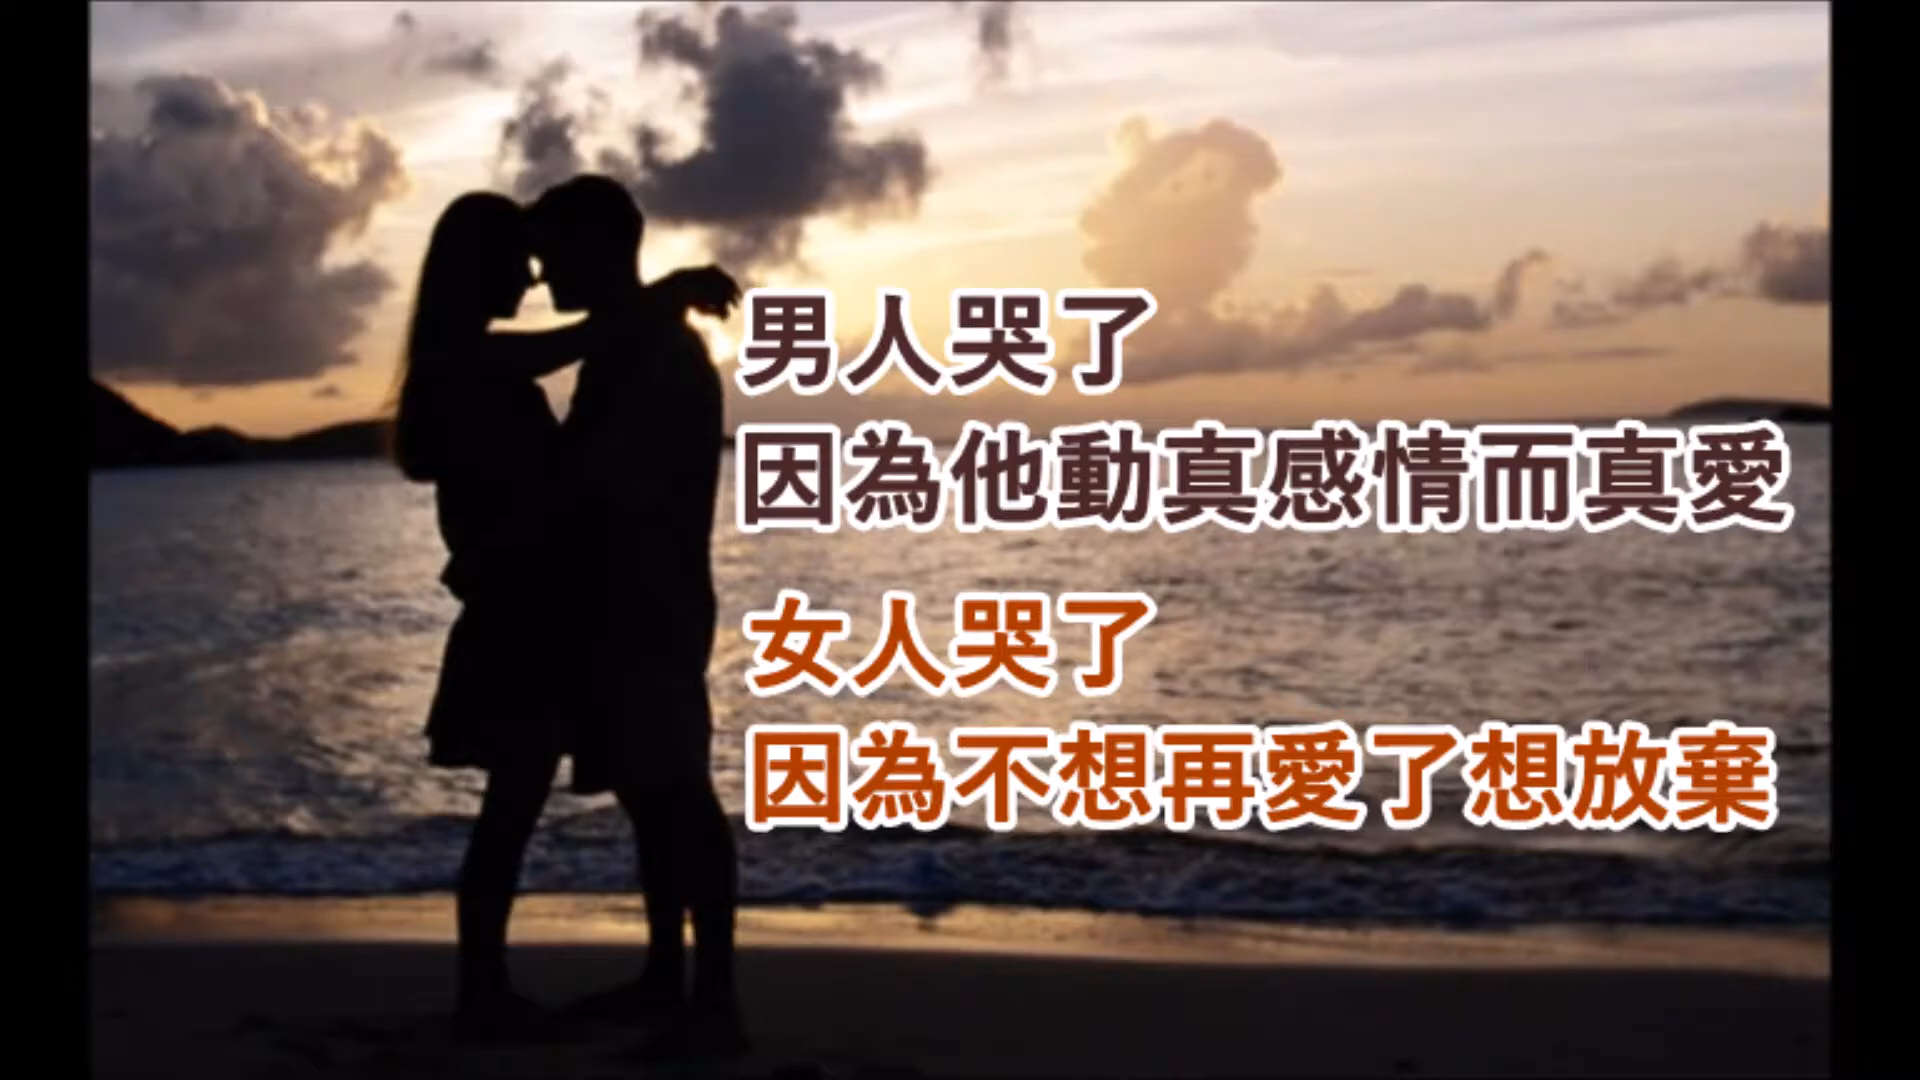 男人哭了
因為他動真感情而真愛
女人哭了
因為不想再愛了想放棄